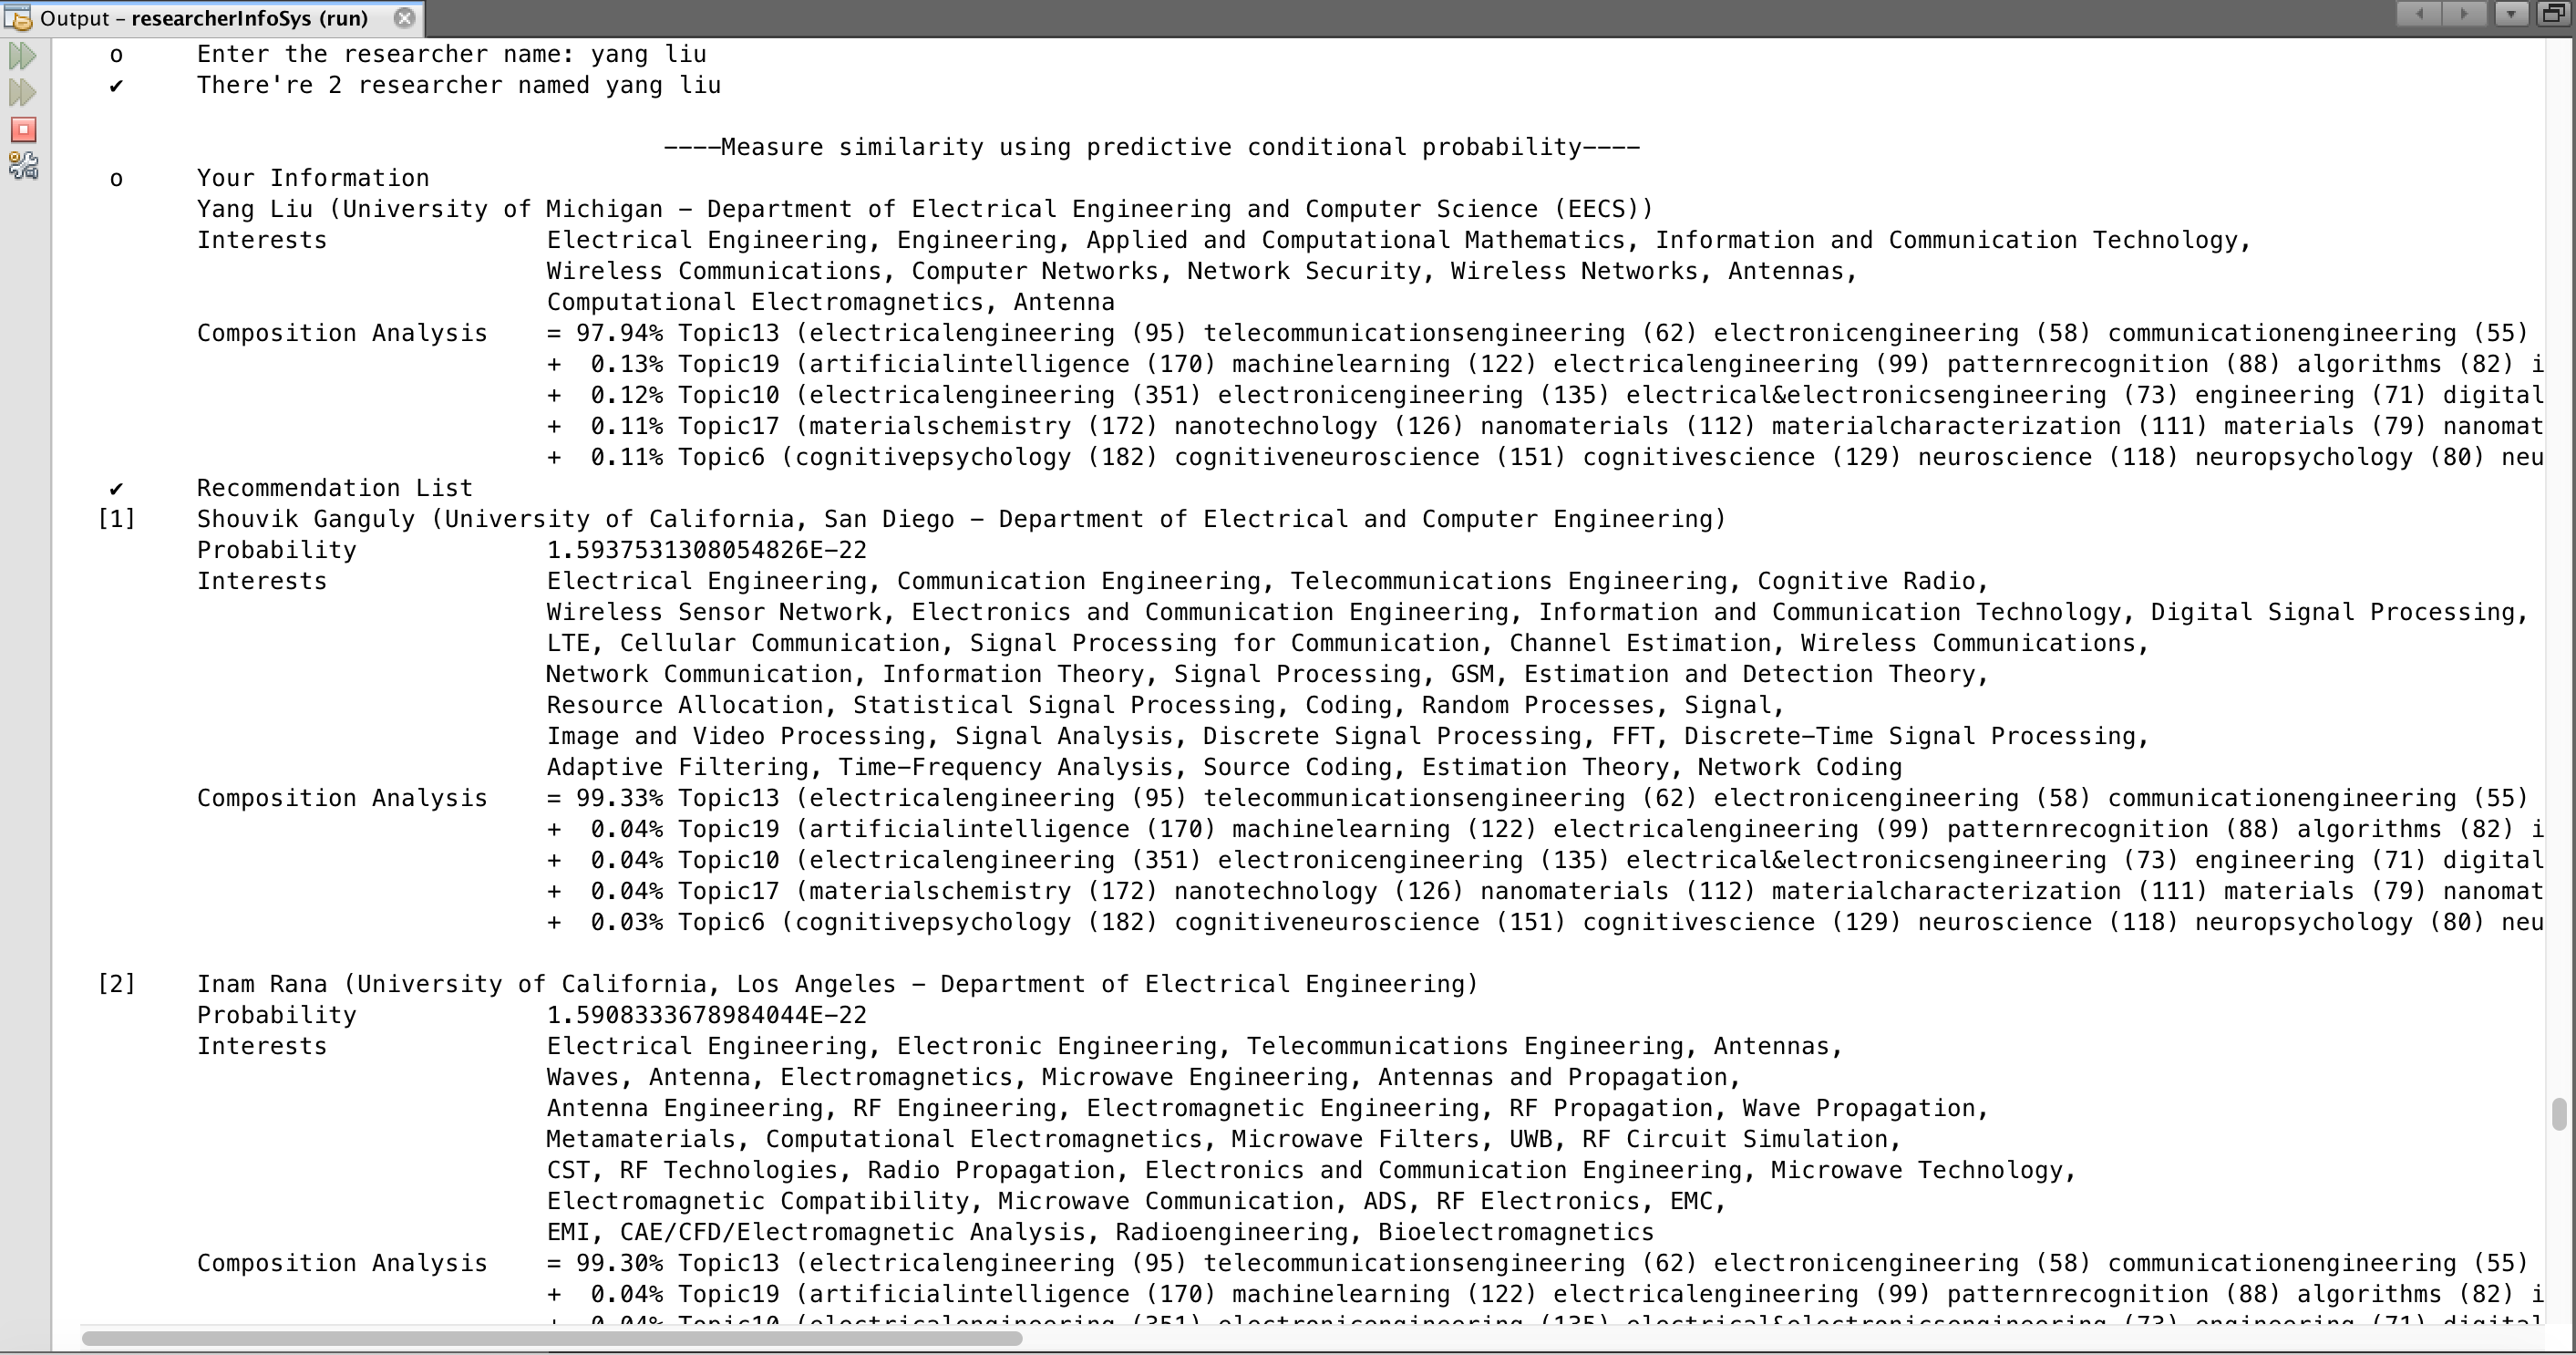 Output – researcherInfoSys (run)
o Enter the researcher name: yang liu
✔ There're 2 researcher named yang liu
----Measure similarity using predictive conditional probability----
o Your Information
Yang Liu (University of Michigan – Department of Electrical Engineering and Computer Science (EECS))
Interests Electrical Engineering, Engineering, Applied and Computational Mathematics, Information and Communication Technology,
Wireless Communications, Computer Networks, Network Security, Wireless Networks, Antennas,
Computational Electromagnetics, Antenna
Composition Analysis = 97.94% Topic13 (electricalengineering (95) telecommunicationsengineering (62) electronicengineering (58) communicationengineering (55)
+ 0.13% Topic19 (artificialintelligence (170) machinelearning (122) electricalengineering (99) patternrecognition (88) algorithms (82) i
+ 0.12% Topic10 (electricalengineering (351) electronicengineering (135) electrical&electronicsengineering (73) engineering (71) digital
+ 0.11% Topic17 (materialschemistry (172) nanotechnology (126) nanomaterials (112) materialcharacterization (111) materials (79) nanomat
+ 0.11% Topic6 (cognitivepsychology (182) cognitiveneuroscience (151) cognitivescience (129) neuroscience (118) neuropsychology (80) neu
✔ Recommendation List
[1] Shouvik Ganguly (University of California, San Diego – Department of Electrical and Computer Engineering)
Probability 1.5937531308054826E–22
Interests Electrical Engineering, Communication Engineering, Telecommunications Engineering, Cognitive Radio,
Wireless Sensor Network, Electronics and Communication Engineering, Information and Communication Technology, Digital Signal Processing,
LTE, Cellular Communication, Signal Processing for Communication, Channel Estimation, Wireless Communications,
Network Communication, Information Theory, Signal Processing, GSM, Estimation and Detection Theory,
Resource Allocation, Statistical Signal Processing, Coding, Random Processes, Signal,
Image and Video Processing, Signal Analysis, Discrete Signal Processing, FFT, Discrete–Time Signal Processing,
Adaptive Filtering, Time–Frequency Analysis, Source Coding, Estimation Theory, Network Coding
Composition Analysis = 99.33% Topic13 (electricalengineering (95) telecommunicationsengineering (62) electronicengineering (58) communicationengineering (55)
+ 0.04% Topic19 (artificialintelligence (170) machinelearning (122) electricalengineering (99) patternrecognition (88) algorithms (82) i
+ 0.04% Topic10 (electricalengineering (351) electronicengineering (135) electrical&electronicsengineering (73) engineering (71) digital
+ 0.04% Topic17 (materialschemistry (172) nanotechnology (126) nanomaterials (112) materialcharacterization (111) materials (79) nanomat
+ 0.03% Topic6 (cognitivepsychology (182) cognitiveneuroscience (151) cognitivescience (129) neuroscience (118) neuropsychology (80) neu
[2] Inam Rana (University of California, Los Angeles – Department of Electrical Engineering)
Probability 1.5908333678984044E–22
Interests Electrical Engineering, Electronic Engineering, Telecommunications Engineering, Antennas,
Waves, Antenna, Electromagnetics, Microwave Engineering, Antennas and Propagation,
Antenna Engineering, RF Engineering, Electromagnetic Engineering, RF Propagation, Wave Propagation,
Metamaterials, Computational Electromagnetics, Microwave Filters, UWB, RF Circuit Simulation,
CST, RF Technologies, Radio Propagation, Electronics and Communication Engineering, Microwave Technology,
Electromagnetic Compatibility, Microwave Communication, ADS, RF Electronics, EMC,
EMI, CAE/CFD/Electromagnetic Analysis, Radioengineering, Bioelectromagnetics
Composition Analysis = 99.30% Topic13 (electricalengineering (95) telecommunicationsengineering (62) electronicengineering (58) communicationengineering (55)
+ 0.04% Topic19 (artificialintelligence (170) machinelearning (122) electricalengineering (99) patternrecognition (88) algorithms (82) i
+ 0.04% Topic10 (electricalengineering (351) electronicengineering (135) electrical&electronicsengineering (73) engineering (71) digital